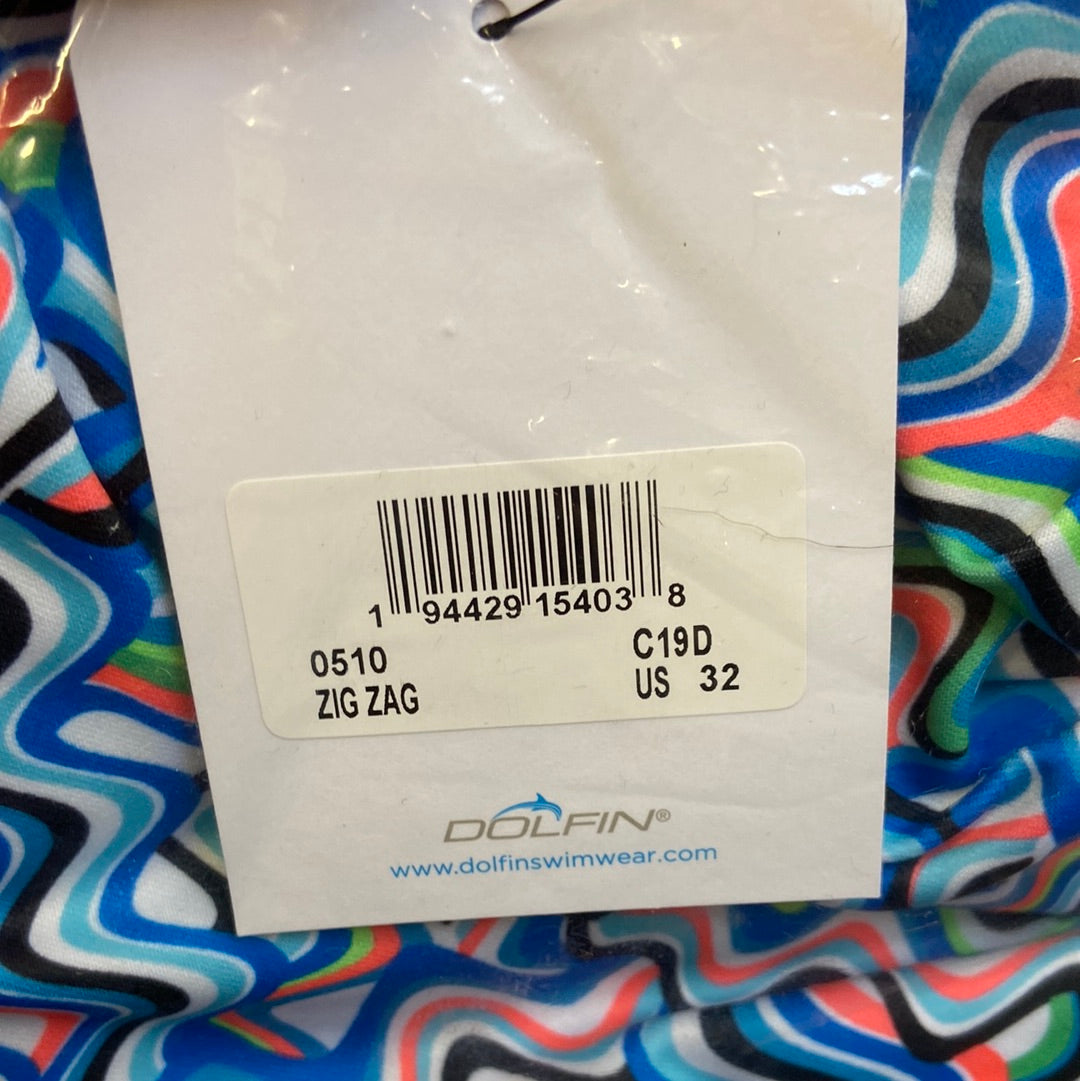 1 94429 15403 8
0510 C19D
ZIG ZAG US 32
DOLFIN®
www.dolfinswimwear.com